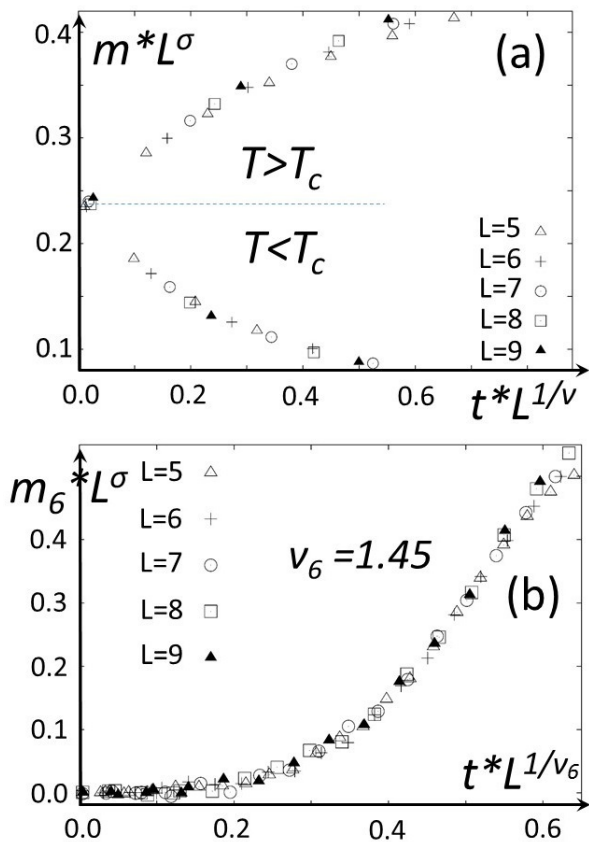 0.4
m*L^σ
(a)
0.3
T>T_c
0.2
T<T_c
L=5
L=6
L=7
L=8
L=9
0.1
0.0 0.2 0.4 0.6
t*L^{1/ν}
m_6*L^σ
L=5
L=6
L=7
L=8
L=9
ν_6 =1.45
(b)
0.4
0.3
0.2
0.1
0.0
t*L^{1/ν_6}
0.0 0.2 0.4 0.6